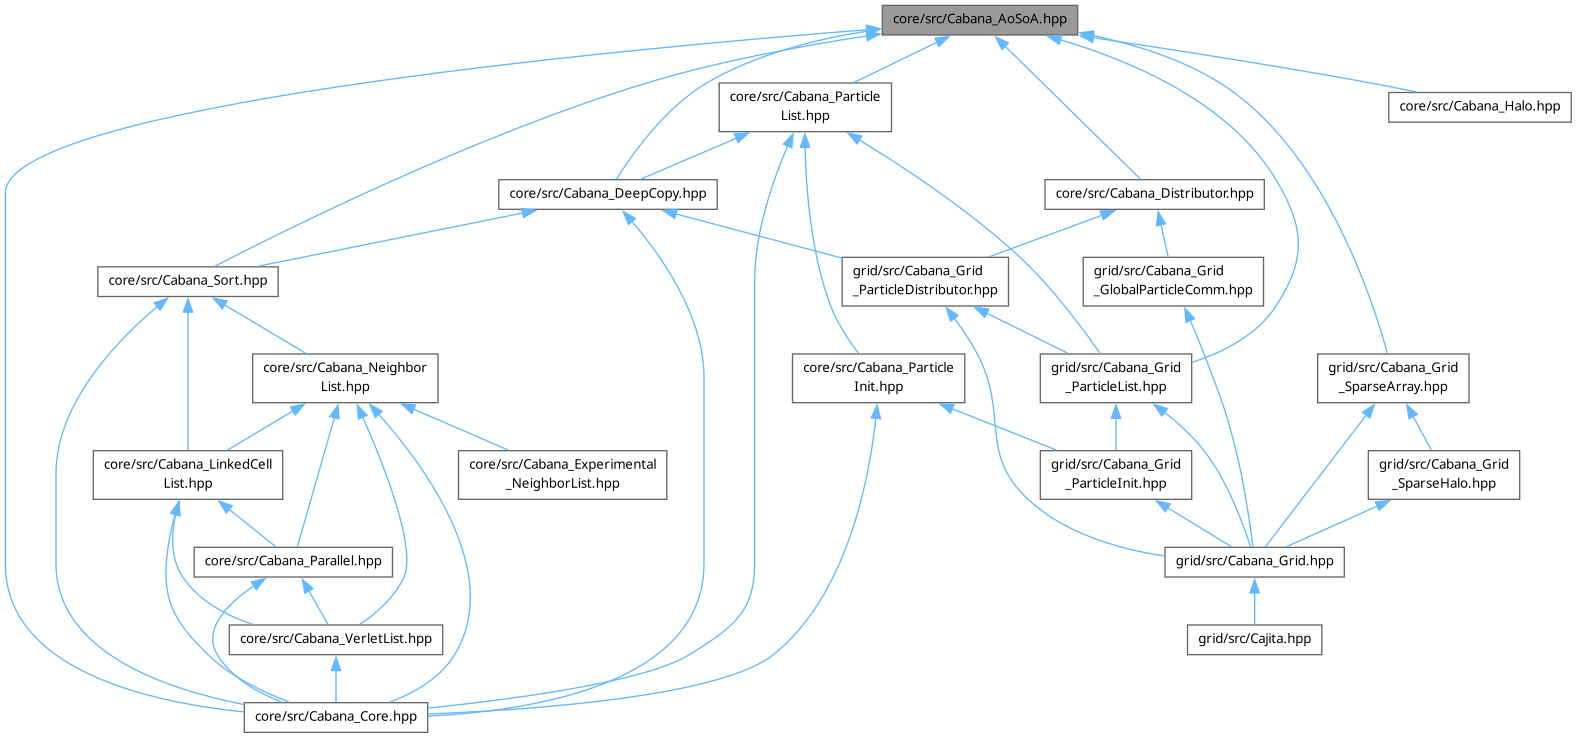 core/src/Cabana_AoSoA.hpp
core/src/Cabana_Particle
List.hpp
core/src/Cabana_Halo.hpp
core/src/Cabana_DeepCopy.hpp
core/src/Cabana_Distributor.hpp
core/src/Cabana_Sort.hpp
grid/src/Cabana_Grid
_ParticleDistributor.hpp
grid/src/Cabana_Grid
_GlobalParticleComm.hpp
core/src/Cabana_Neighbor
List.hpp
core/src/Cabana_Particle
Init.hpp
grid/src/Cabana_Grid
_ParticleList.hpp
grid/src/Cabana_Grid
_SparseArray.hpp
core/src/Cabana_LinkedCell
List.hpp
core/src/Cabana_Experimental
_NeighborList.hpp
grid/src/Cabana_Grid
_ParticleInit.hpp
grid/src/Cabana_Grid
_SparseHalo.hpp
core/src/Cabana_Parallel.hpp
grid/src/Cabana_Grid.hpp
core/src/Cabana_VerletList.hpp
grid/src/Cajita.hpp
core/src/Cabana_Core.hpp